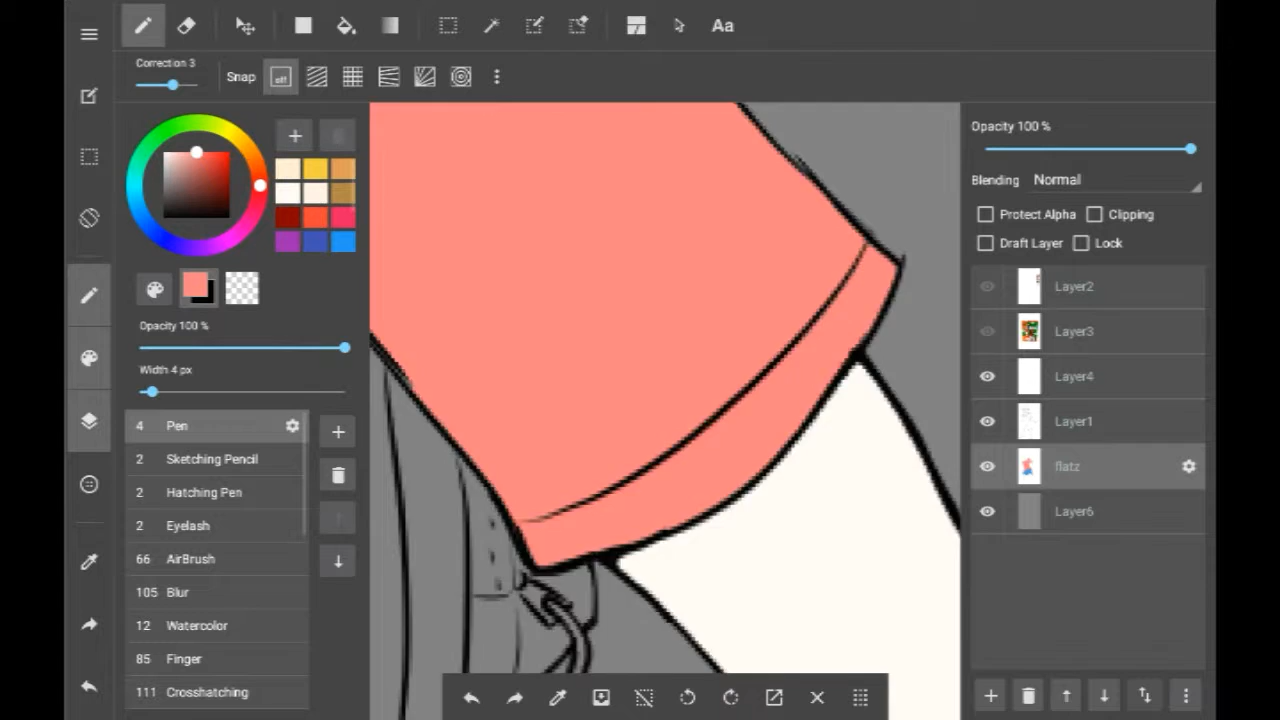 Aa
Correction 3
Snap
off
Opacity 100 %
Width 4 px
4 Pen
2 Sketching Pencil
2 Hatching Pen
2 Eyelash
66 AirBrush
105 Blur
12 Watercolor
85 Finger
111 Crosshatching
Opacity 100 %
Blending Normal
Protect Alpha Clipping
Draft Layer Lock
Layer2
Layer3
Layer4
Layer1
flatz
Layer6